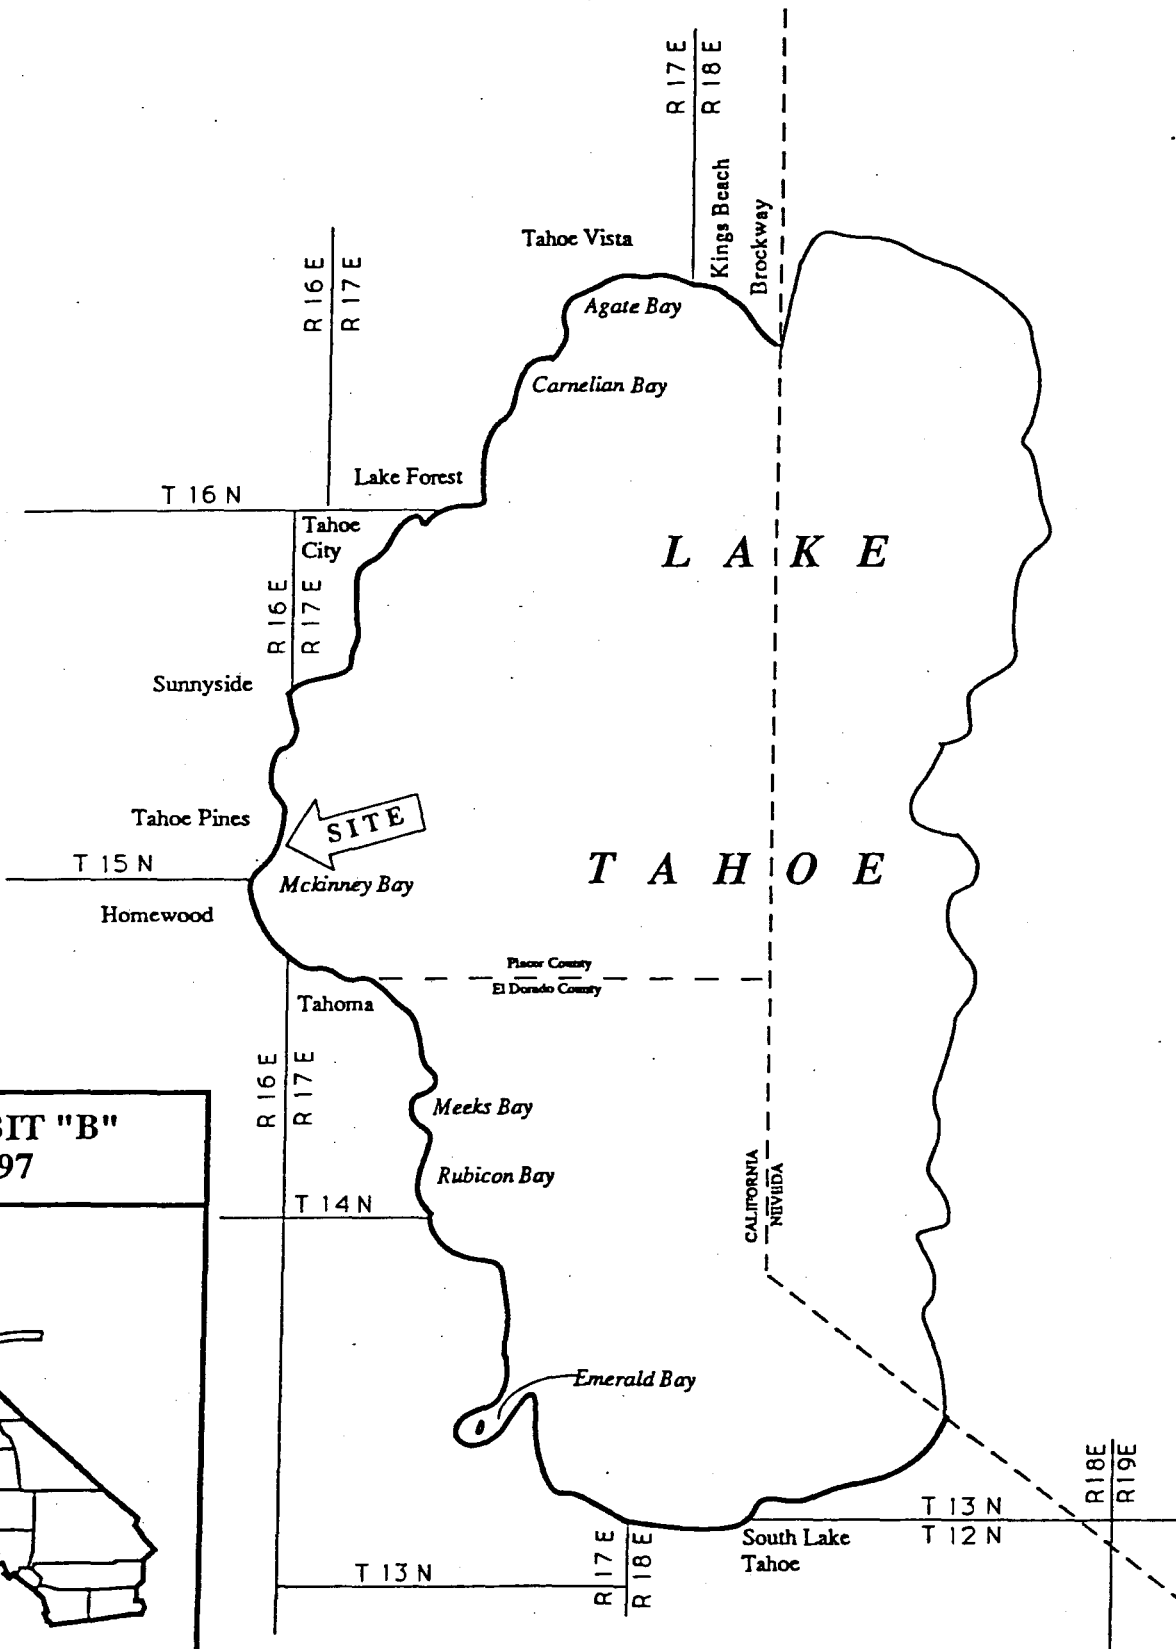 R 17 E
R 18 E
Kings Beach
Brockway
Tahoe Vista
R 16 E
R 17 E
Agate Bay
Carnelian Bay
Lake Forest
T 16 N
Tahoe
City
LAKE
R 16 E
R 17 E
Sunnyside
Tahoe Pines
SITE
T 15 N
TAHOE
Mckinney Bay
Homewood
Placer County
El Dorado County
Tahoma
R 16 E
R 17 E
Meeks Bay
BIT "B"
97
Rubicon Bay
CALIFORNIA
NEVADA
T 14 N
Emerald Bay
R18E
R19E
T 13 N
T 12 N
South Lake
Tahoe
R 17 E
R 18 E
T 13 N